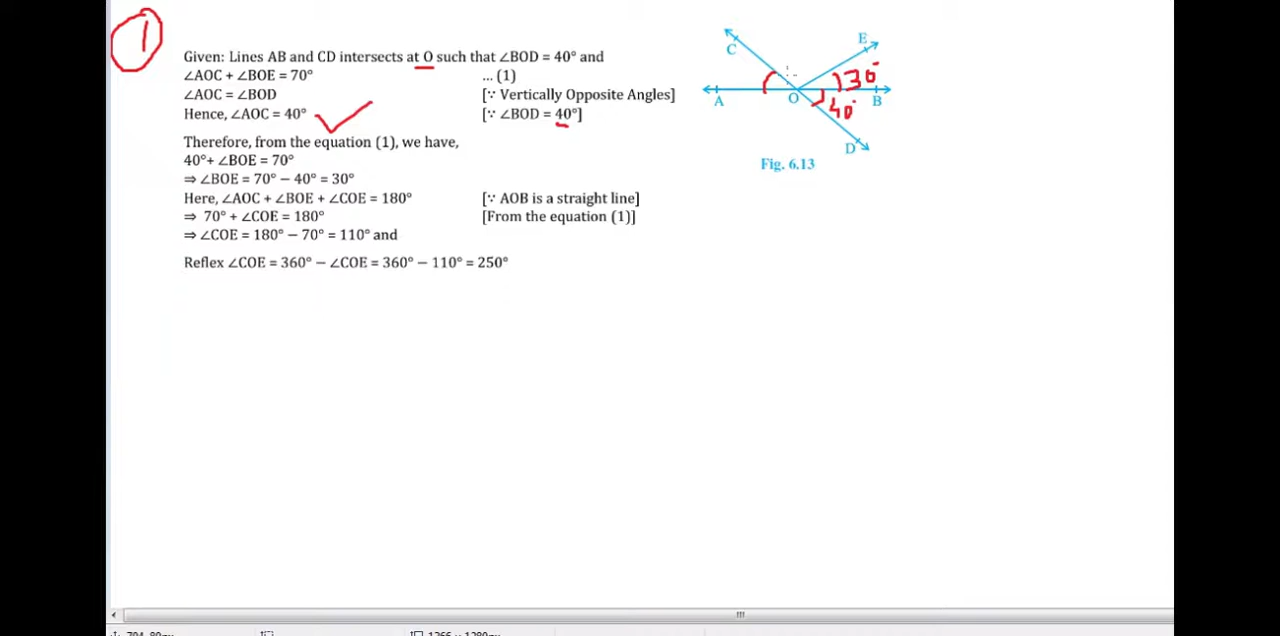 1
Given: Lines AB and CD intersects at O such that ∠BOD = 40° and
∠AOC + ∠BOE = 70° ... (1)
∠AOC = ∠BOD [∵ Vertically Opposite Angles]
Hence, ∠AOC = 40° [∵ ∠BOD = 40°]
Therefore, from the equation (1), we have,
40°+ ∠BOE = 70°
⇒ ∠BOE = 70° − 40° = 30°
Here, ∠AOC + ∠BOE + ∠COE = 180° [∵ AOB is a straight line]
⇒ 70° + ∠COE = 180° [From the equation (1)]
⇒ ∠COE = 180° − 70° = 110° and
Reflex ∠COE = 360° − ∠COE = 360° − 110° = 250°
C E
30°
A O B
40°
D
Fig. 6.13